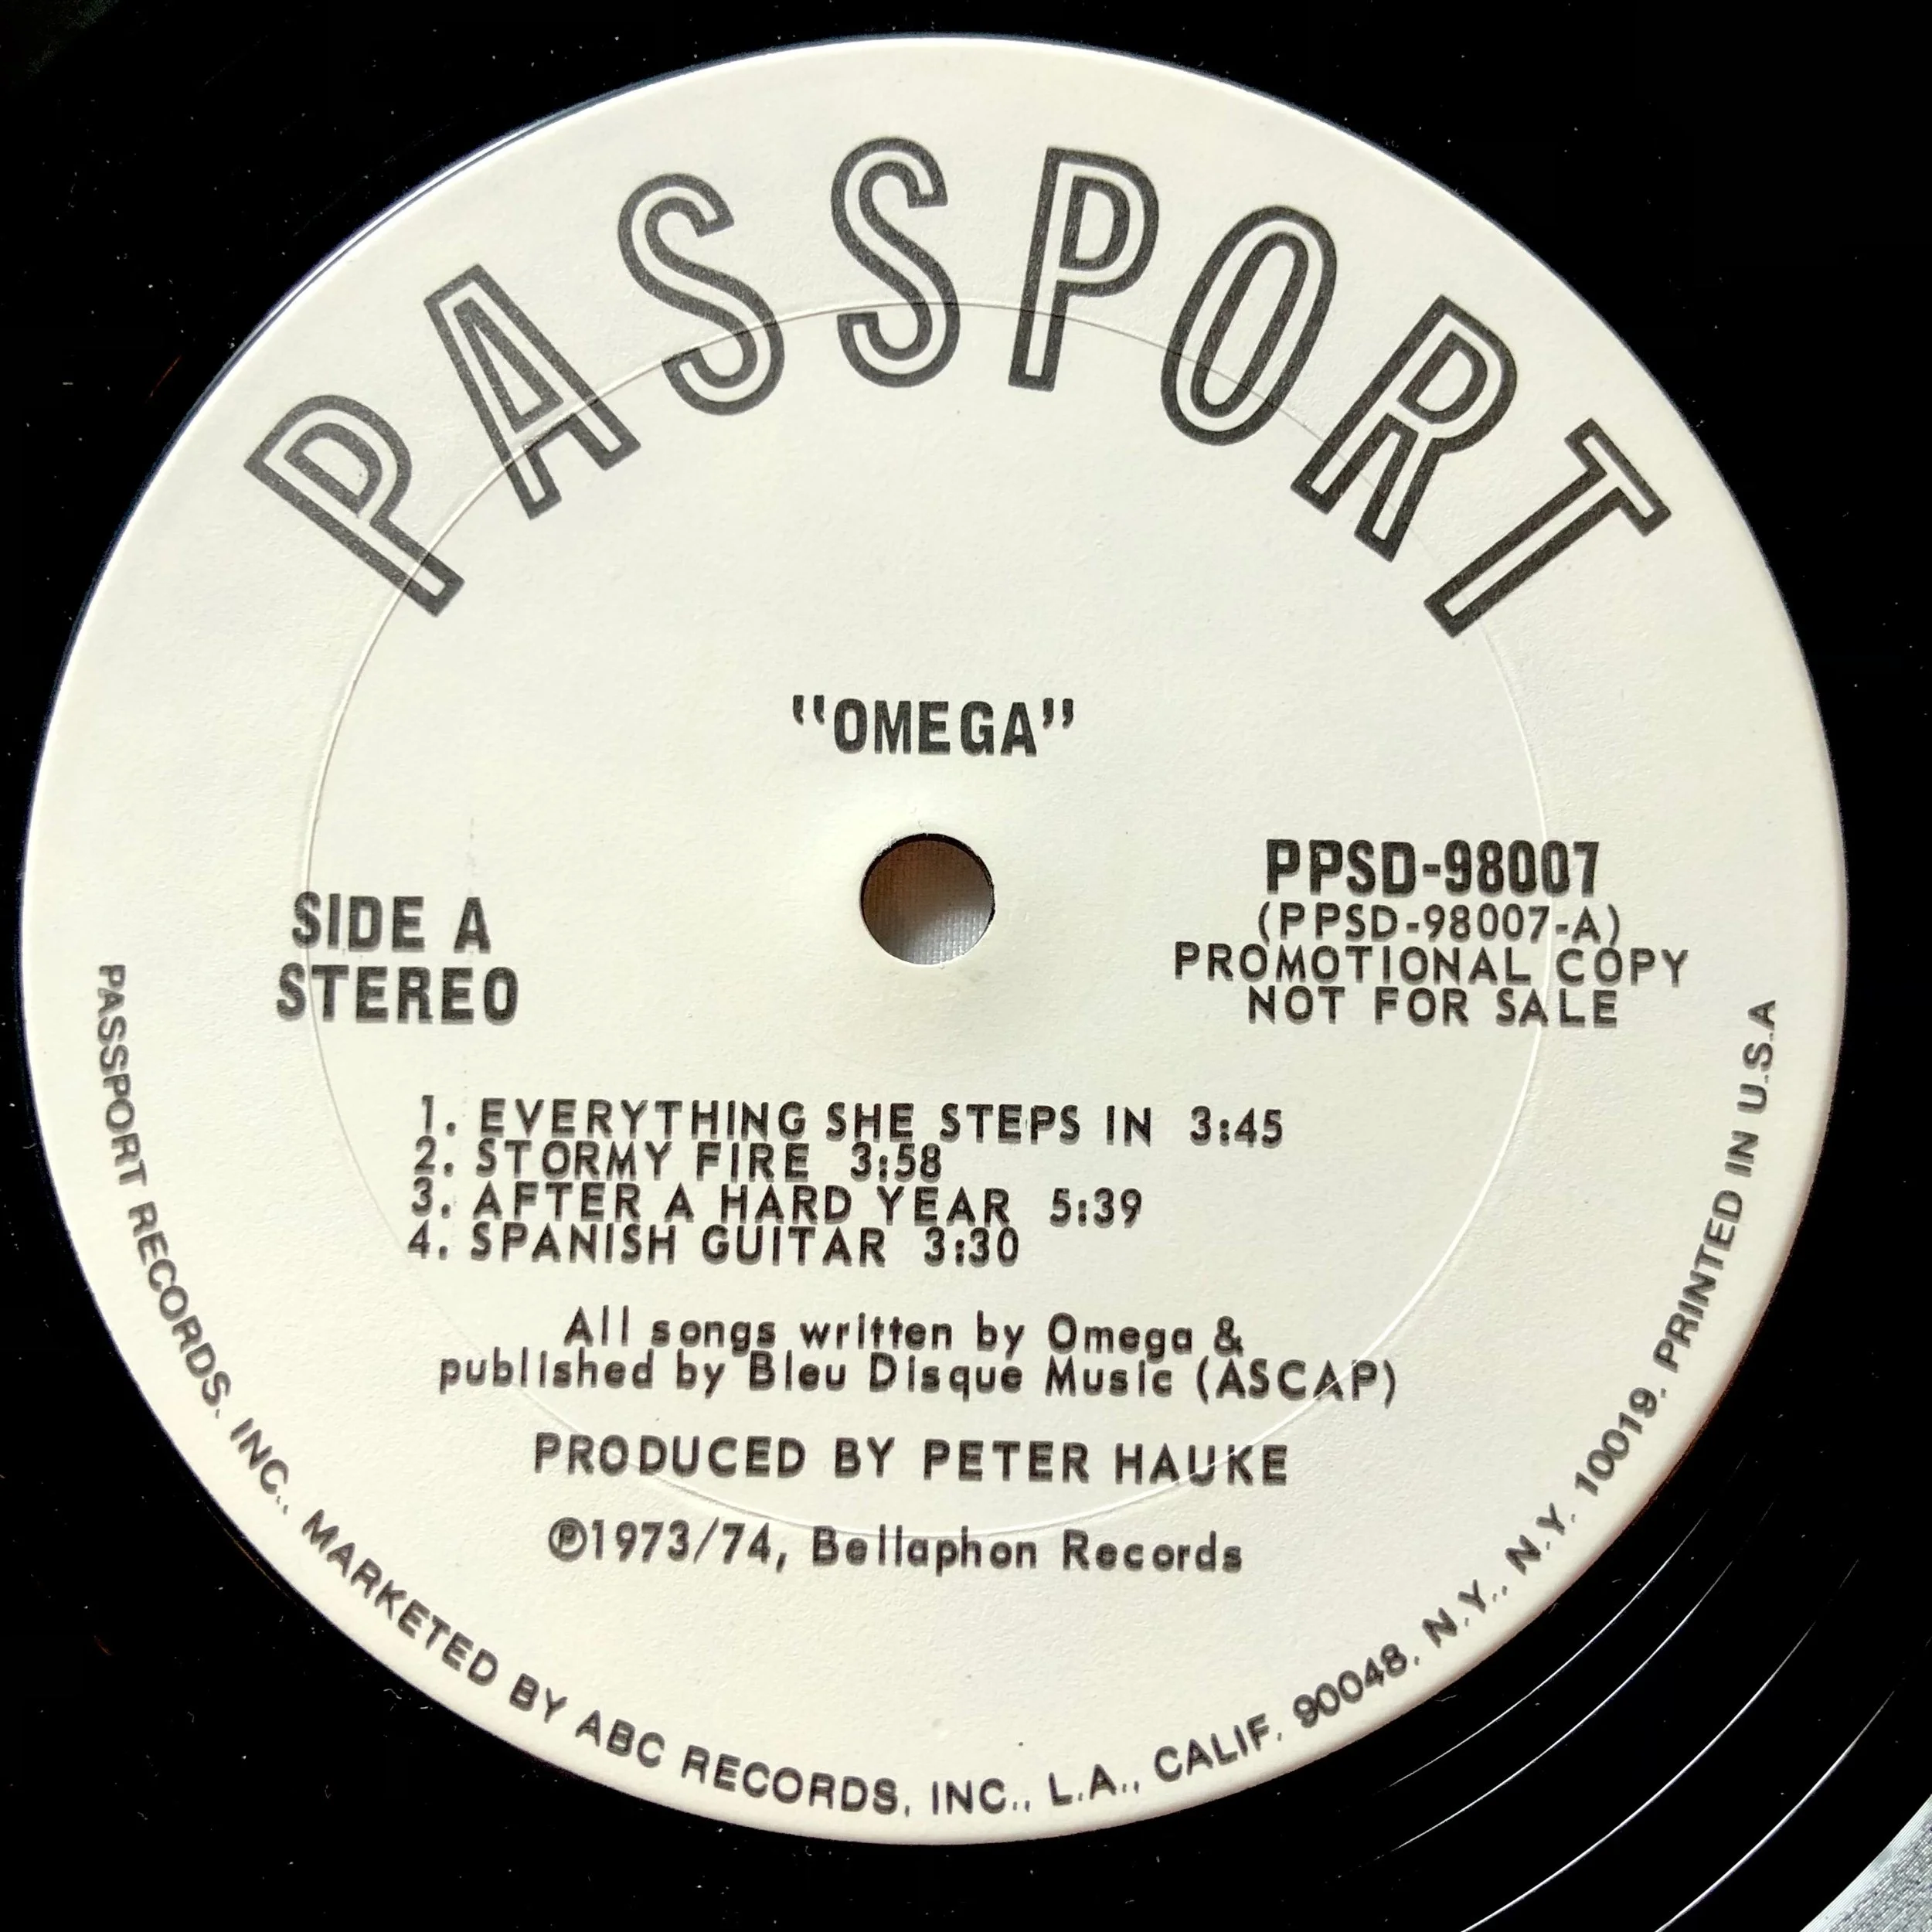 PASSPORT
"OMEGA"
SIDE A
STEREO
PPSD-98007
(PPSD-98007-A)
PROMOTIONAL COPY
NOT FOR SALE
1. EVERYTHING SHE STEPS IN 3:45
2. STORMY FIRE 3:58
3. AFTER A HARD YEAR 5:39
4. SPANISH GUITAR 3:30
All songs written by Omega &
published by Bleu Disque Music (ASCAP)
PRODUCED BY PETER HAUKE
℗1973/74, Bellaphon Records
PASSPORT RECORDS, INC., MARKETED BY ABC RECORDS, INC., L.A., CALIF. 90048, N.Y., N.Y. 10019. PRINTED IN U.S.A